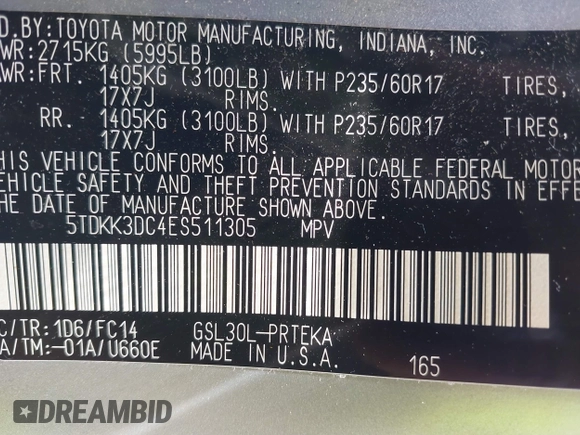 D.BY:TOYOTA MOTOR MANUFACTURING, INDIANA, INC.
WR:2715KG (5995LB)
WR:FRT. 1405KG (3100LB) WITH P235/60R17 TIRES,
17X7J RIMS.
RR. 1405KG (3100LB) WITH P235/60R17 TIRES,
17X7J RIMS.
HIS VEHICLE CONFORMS TO ALL APPLICABLE FEDERAL MOTOR
VEHICLE SAFETY AND THEFT PREVENTION STANDARDS IN EFFE
THE DATE OF MANUFACTURE SHOWN ABOVE.
5TDKK3DC4ES511305 MPV
C/TR:1D6/FC14 GSL30L-PRTEKA
A/TM:-01A/U660E MADE IN U.S.A. 165
DREAMBID